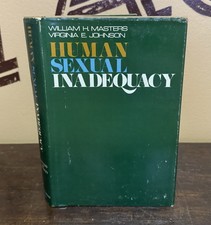 WILLIAM H. MASTERS
VIRGINIA E. JOHNSON
HUMAN
SEXUAL
INADEQUACY